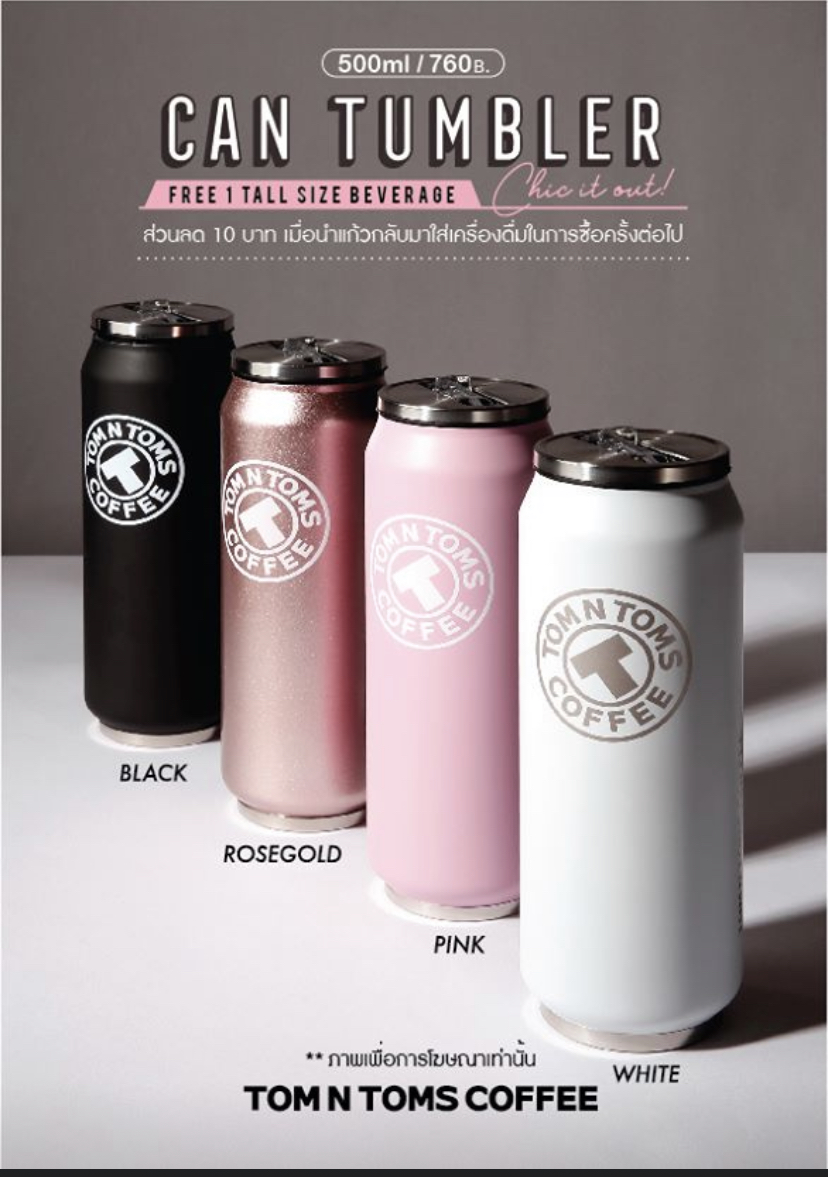 500ml / 760B.
CAN TUMBLER
FREE 1 TALL SIZE BEVERAGE
Chic it out!
ส่วนลด 10 บาท เมื่อนำแก้วกลับมาใส่เครื่องดื่มในการซื้อครั้งต่อไป
TOM N TOMS
COFFEE
T
BLACK
TOM N TOMS
COFFEE
T
ROSEGOLD
TOM N TOMS
COFFEE
T
PINK
TOM N TOMS
COFFEE
T
WHITE
** ภาพเพื่อการโฆษณาเท่านั้น
TOM N TOMS COFFEE